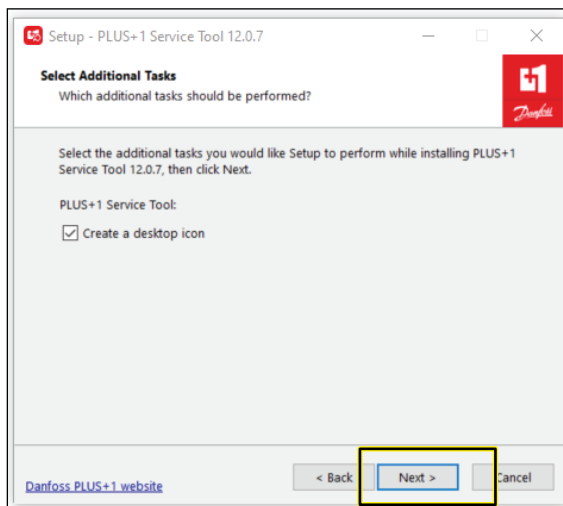 Setup - PLUS+1 Service Tool 12.0.7
Select Additional Tasks
Which additional tasks should be performed?
Danfoss
Select the additional tasks you would like Setup to perform while installing PLUS+1
Service Tool 12.0.7, then click Next.
PLUS+1 Service Tool:
Create a desktop icon
Danfoss PLUS+1 website
< Back
Next >
Cancel